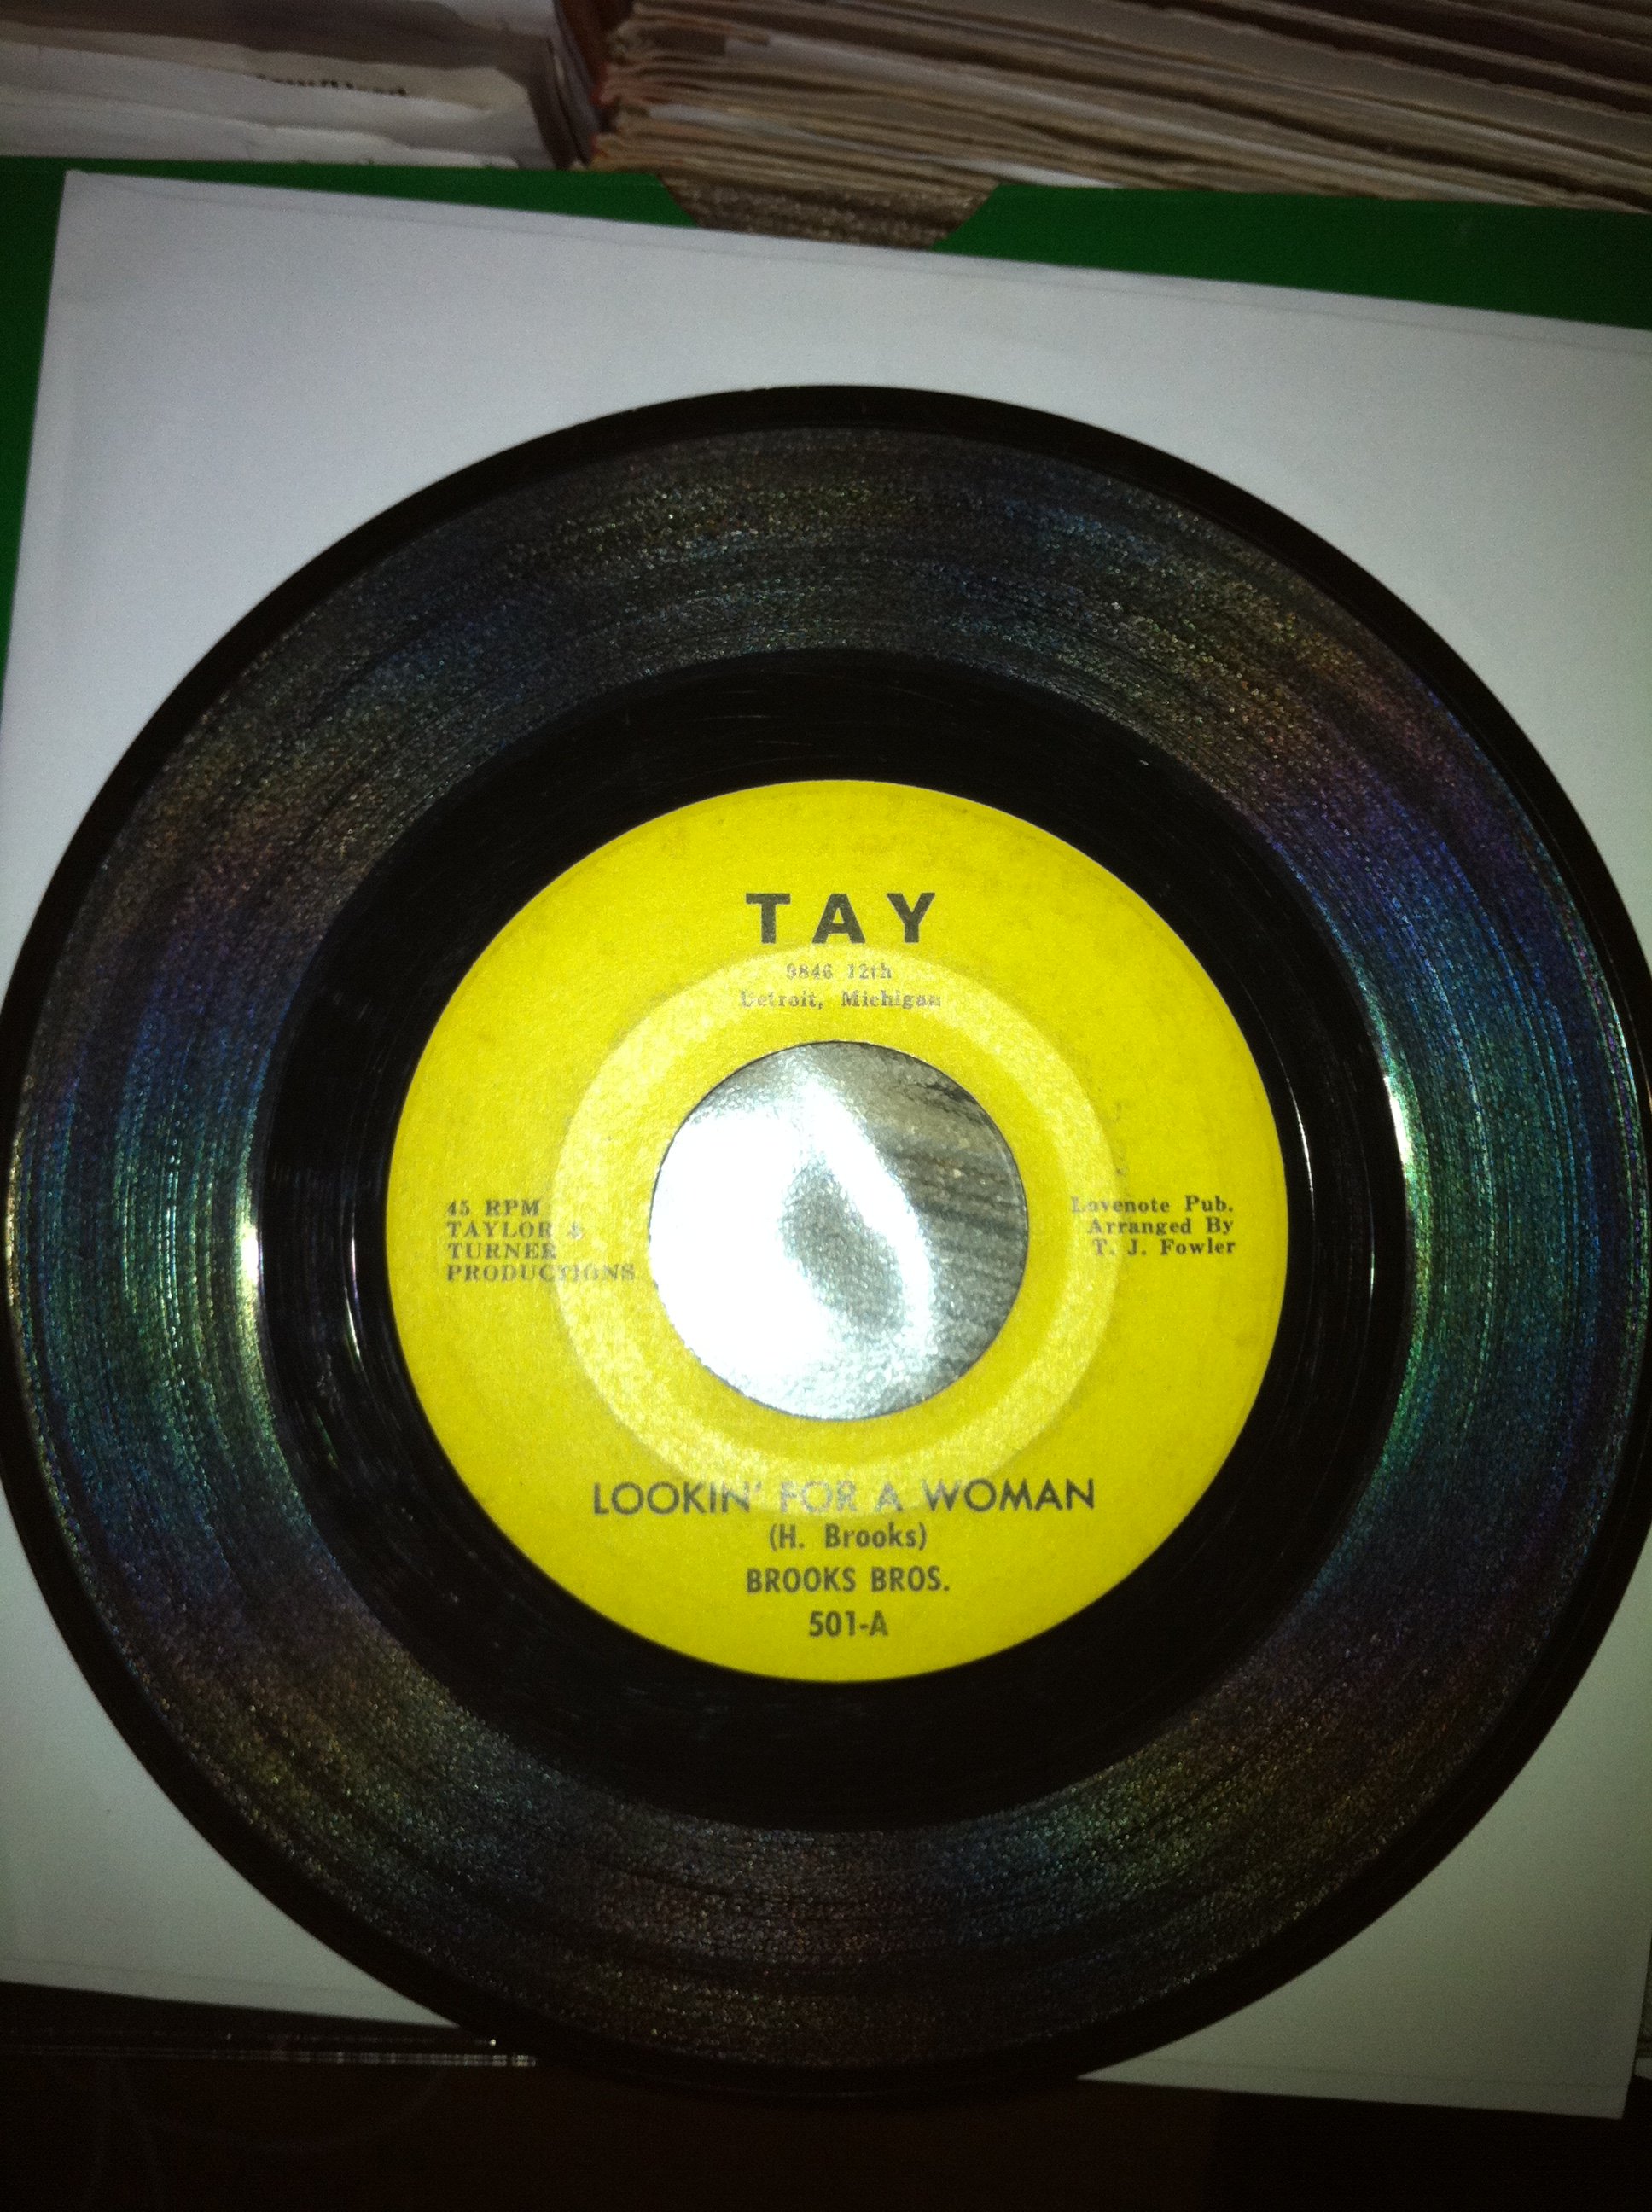 TAY
9846 12th
Detroit, Michigan
45 RPM
TAYLOR &
TURNER
PRODUCTIONS
Lovenote Pub.
Arranged By
T. J. Fowler
LOOKIN' FOR A WOMAN
(H. Brooks)
BROOKS BROS.
501-A